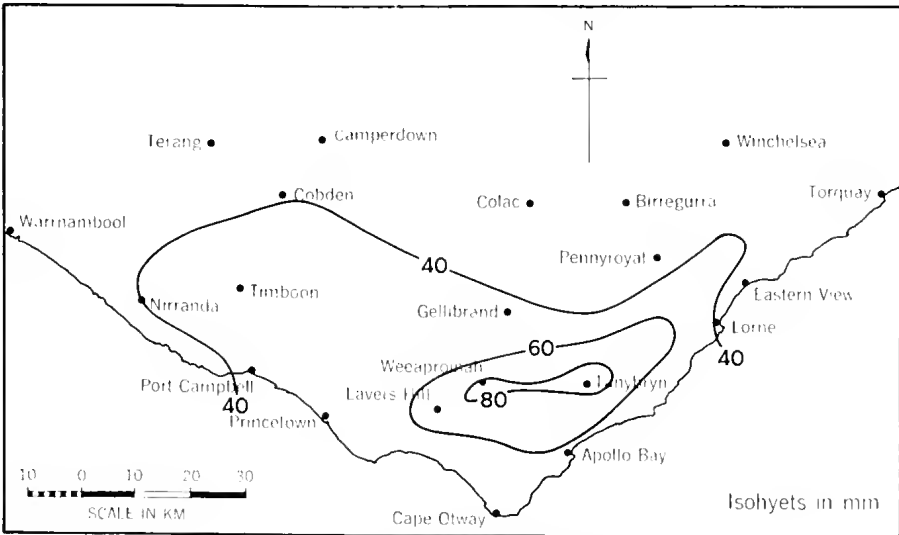 N
Terang
Camperdown
Winchelsea
Cobden
Colac
Birregurra
Torquay
Warrnambool
40
Pennyroyal
Nirranda
Timboon
Gellibrand
Eastern View
Lorne
60
40
Weeaproinah
Port Campbell
Lavers Hill
80
Tanybryn
40
Princetown
Apollo Bay
10 0 10 20 30
SCALE IN KM
Cape Otway
Isohyets in mm